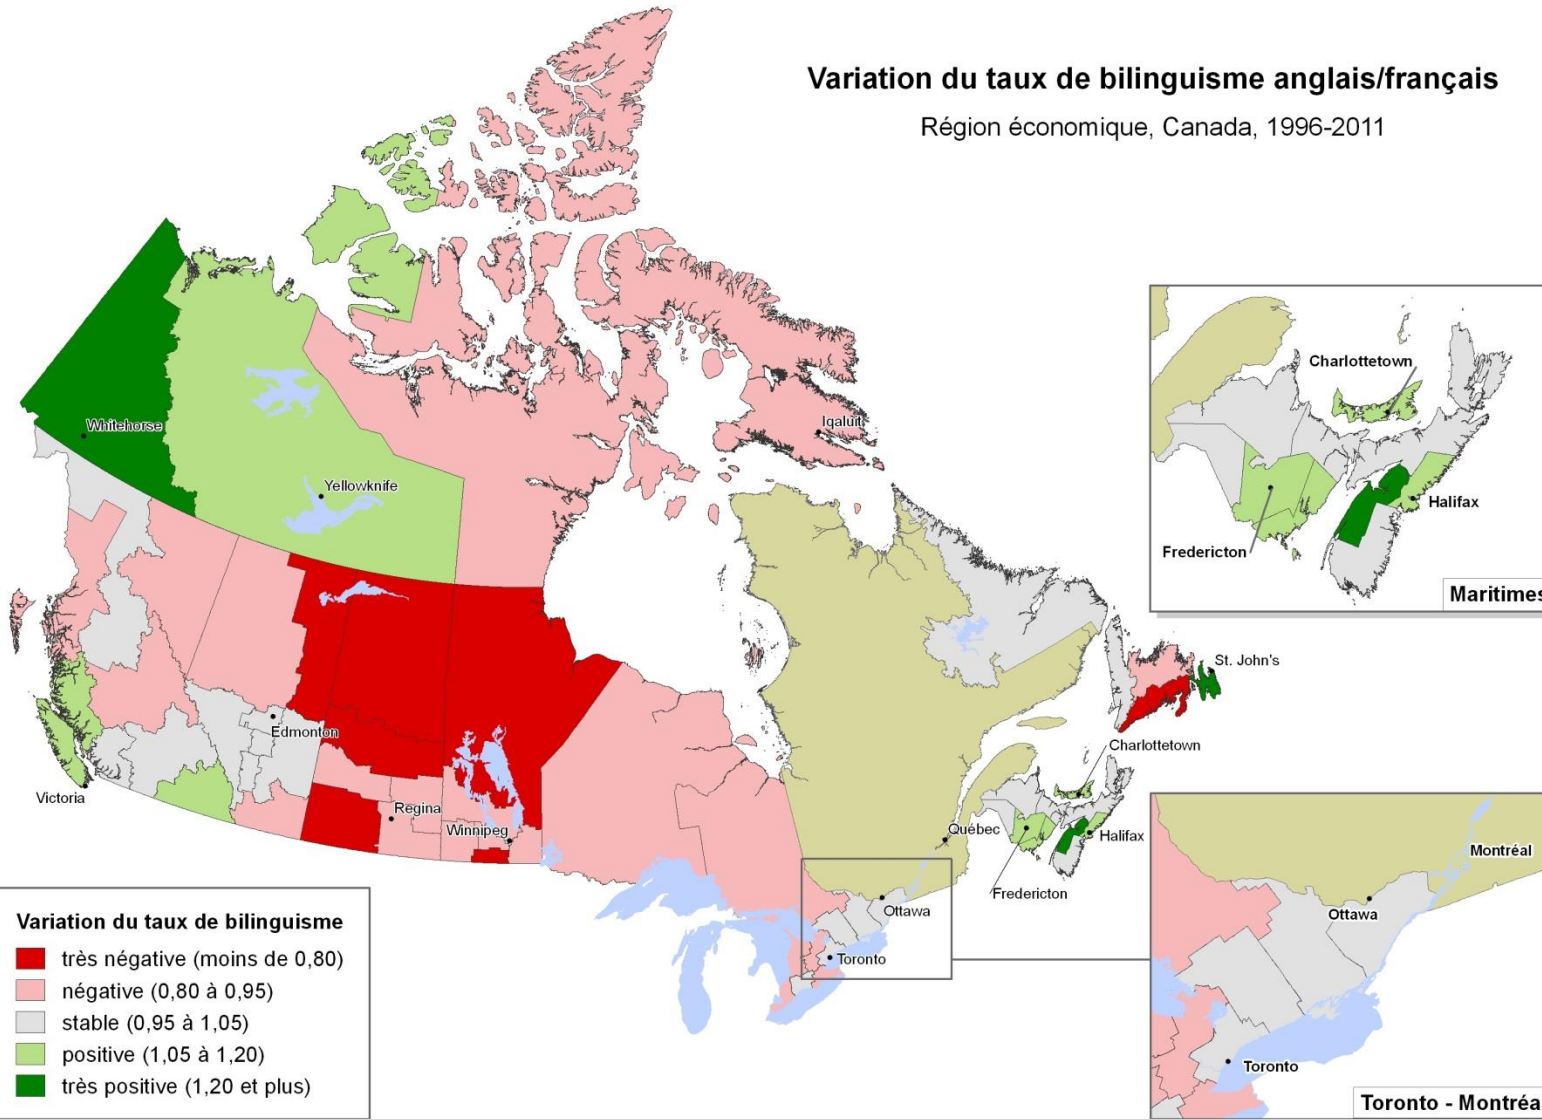 Variation du taux de bilinguisme anglais/français
Région économique, Canada, 1996-2011
Whitehorse
Yellowknife
Iqaluit
Edmonton
Victoria
Regina
Winnipeg
Québec
Ottawa
Toronto
St. John's
Charlottetown
Halifax
Fredericton
Charlottetown
Halifax
Fredericton
Maritimes
Montréal
Ottawa
Toronto
Toronto - Montréa
Variation du taux de bilinguisme
très négative (moins de 0,80)
négative (0,80 à 0,95)
stable (0,95 à 1,05)
positive (1,05 à 1,20)
très positive (1,20 et plus)